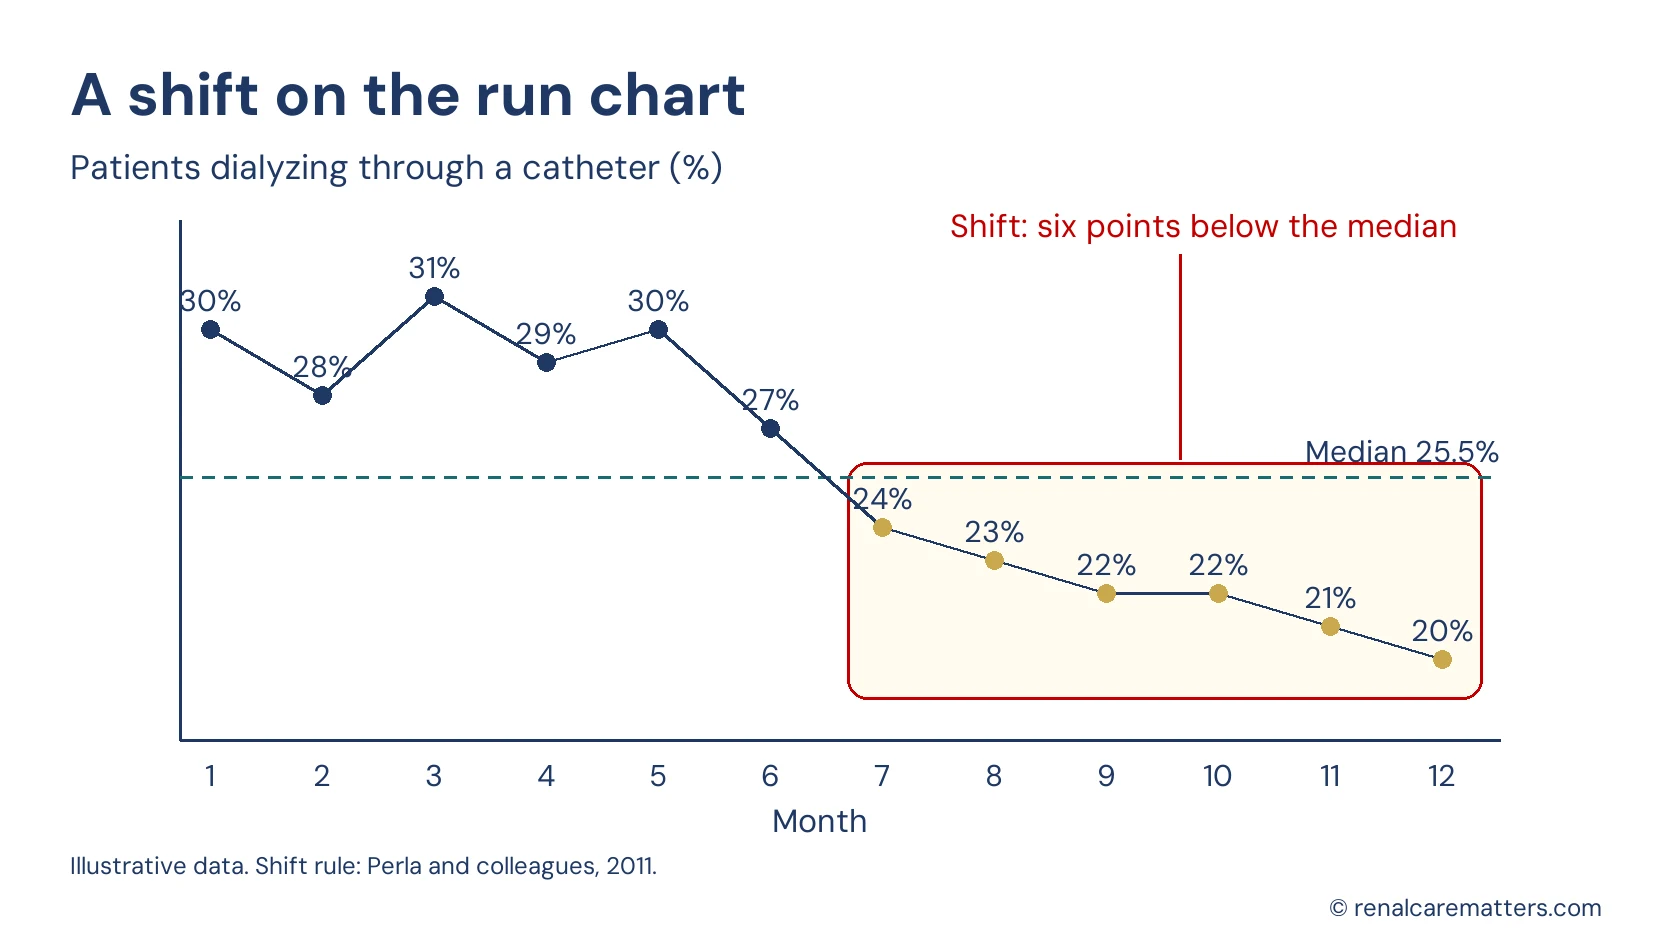 A shift on the run chart
Patients dialyzing through a catheter (%)
Shift: six points below the median
30%
28%
31%
29%
30%
27%
Median 25.5%
24%
23%
22%
22%
21%
20%
1 2 3 4 5 6 7 8 9 10 11 12
Month
Illustrative data. Shift rule: Perla and colleagues, 2011.
© renalcarematters.com